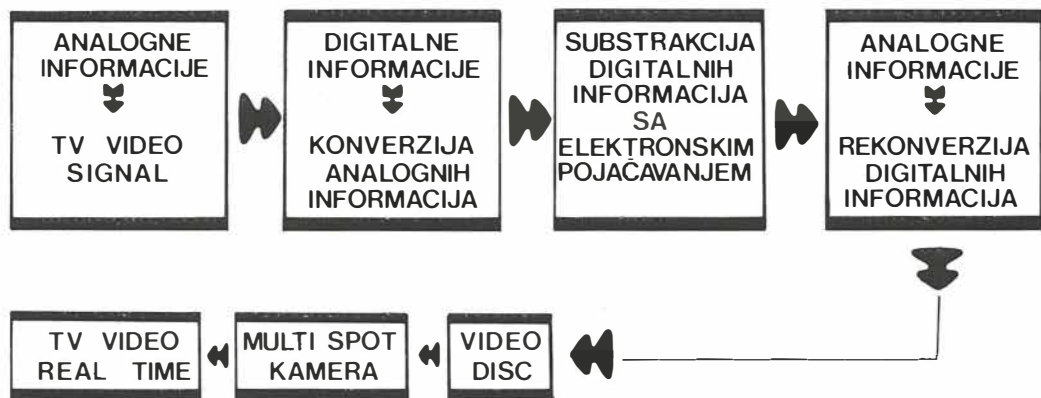 ANALOGNE
INFORMACIJE
TV VIDEO
SIGNAL
DIGITALNE
INFORMACIJE
KONVERZIJA
ANALOGNIH
INFORMACIJA
SUBSTRAKCIJA
DIGITALNIH
INFORMACIJA
SA
ELEKTRONSKIM
POJAČAVANJEM
ANALOGNE
INFORMACIJE
REKONVERZIJA
DIGITALNIH
INFORMACIJA
TV VIDEO
REAL TIME
MULTI SPOT
KAMERA
VIDEO
DISC